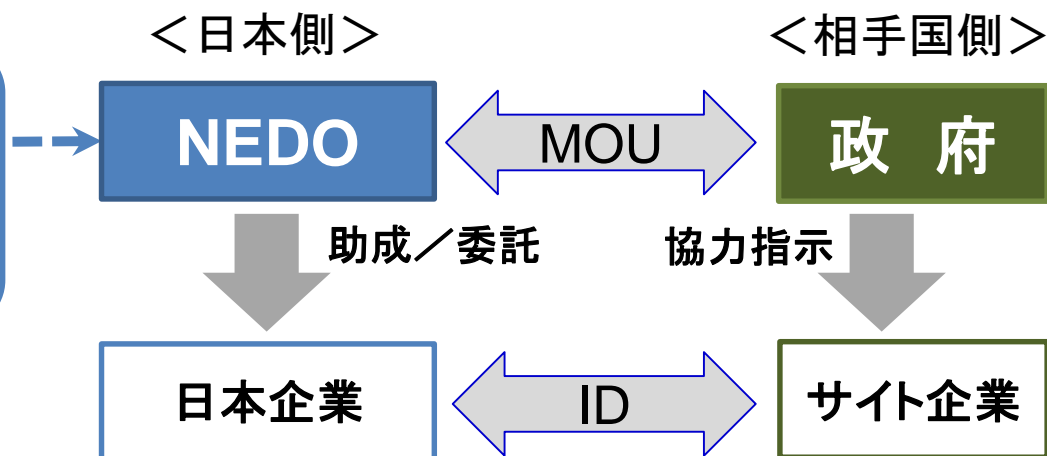 ＜日本側＞
＜相手国側＞
NEDO
MOU
政　府
助成／委託
協力指示
日本企業
ID
サイト企業